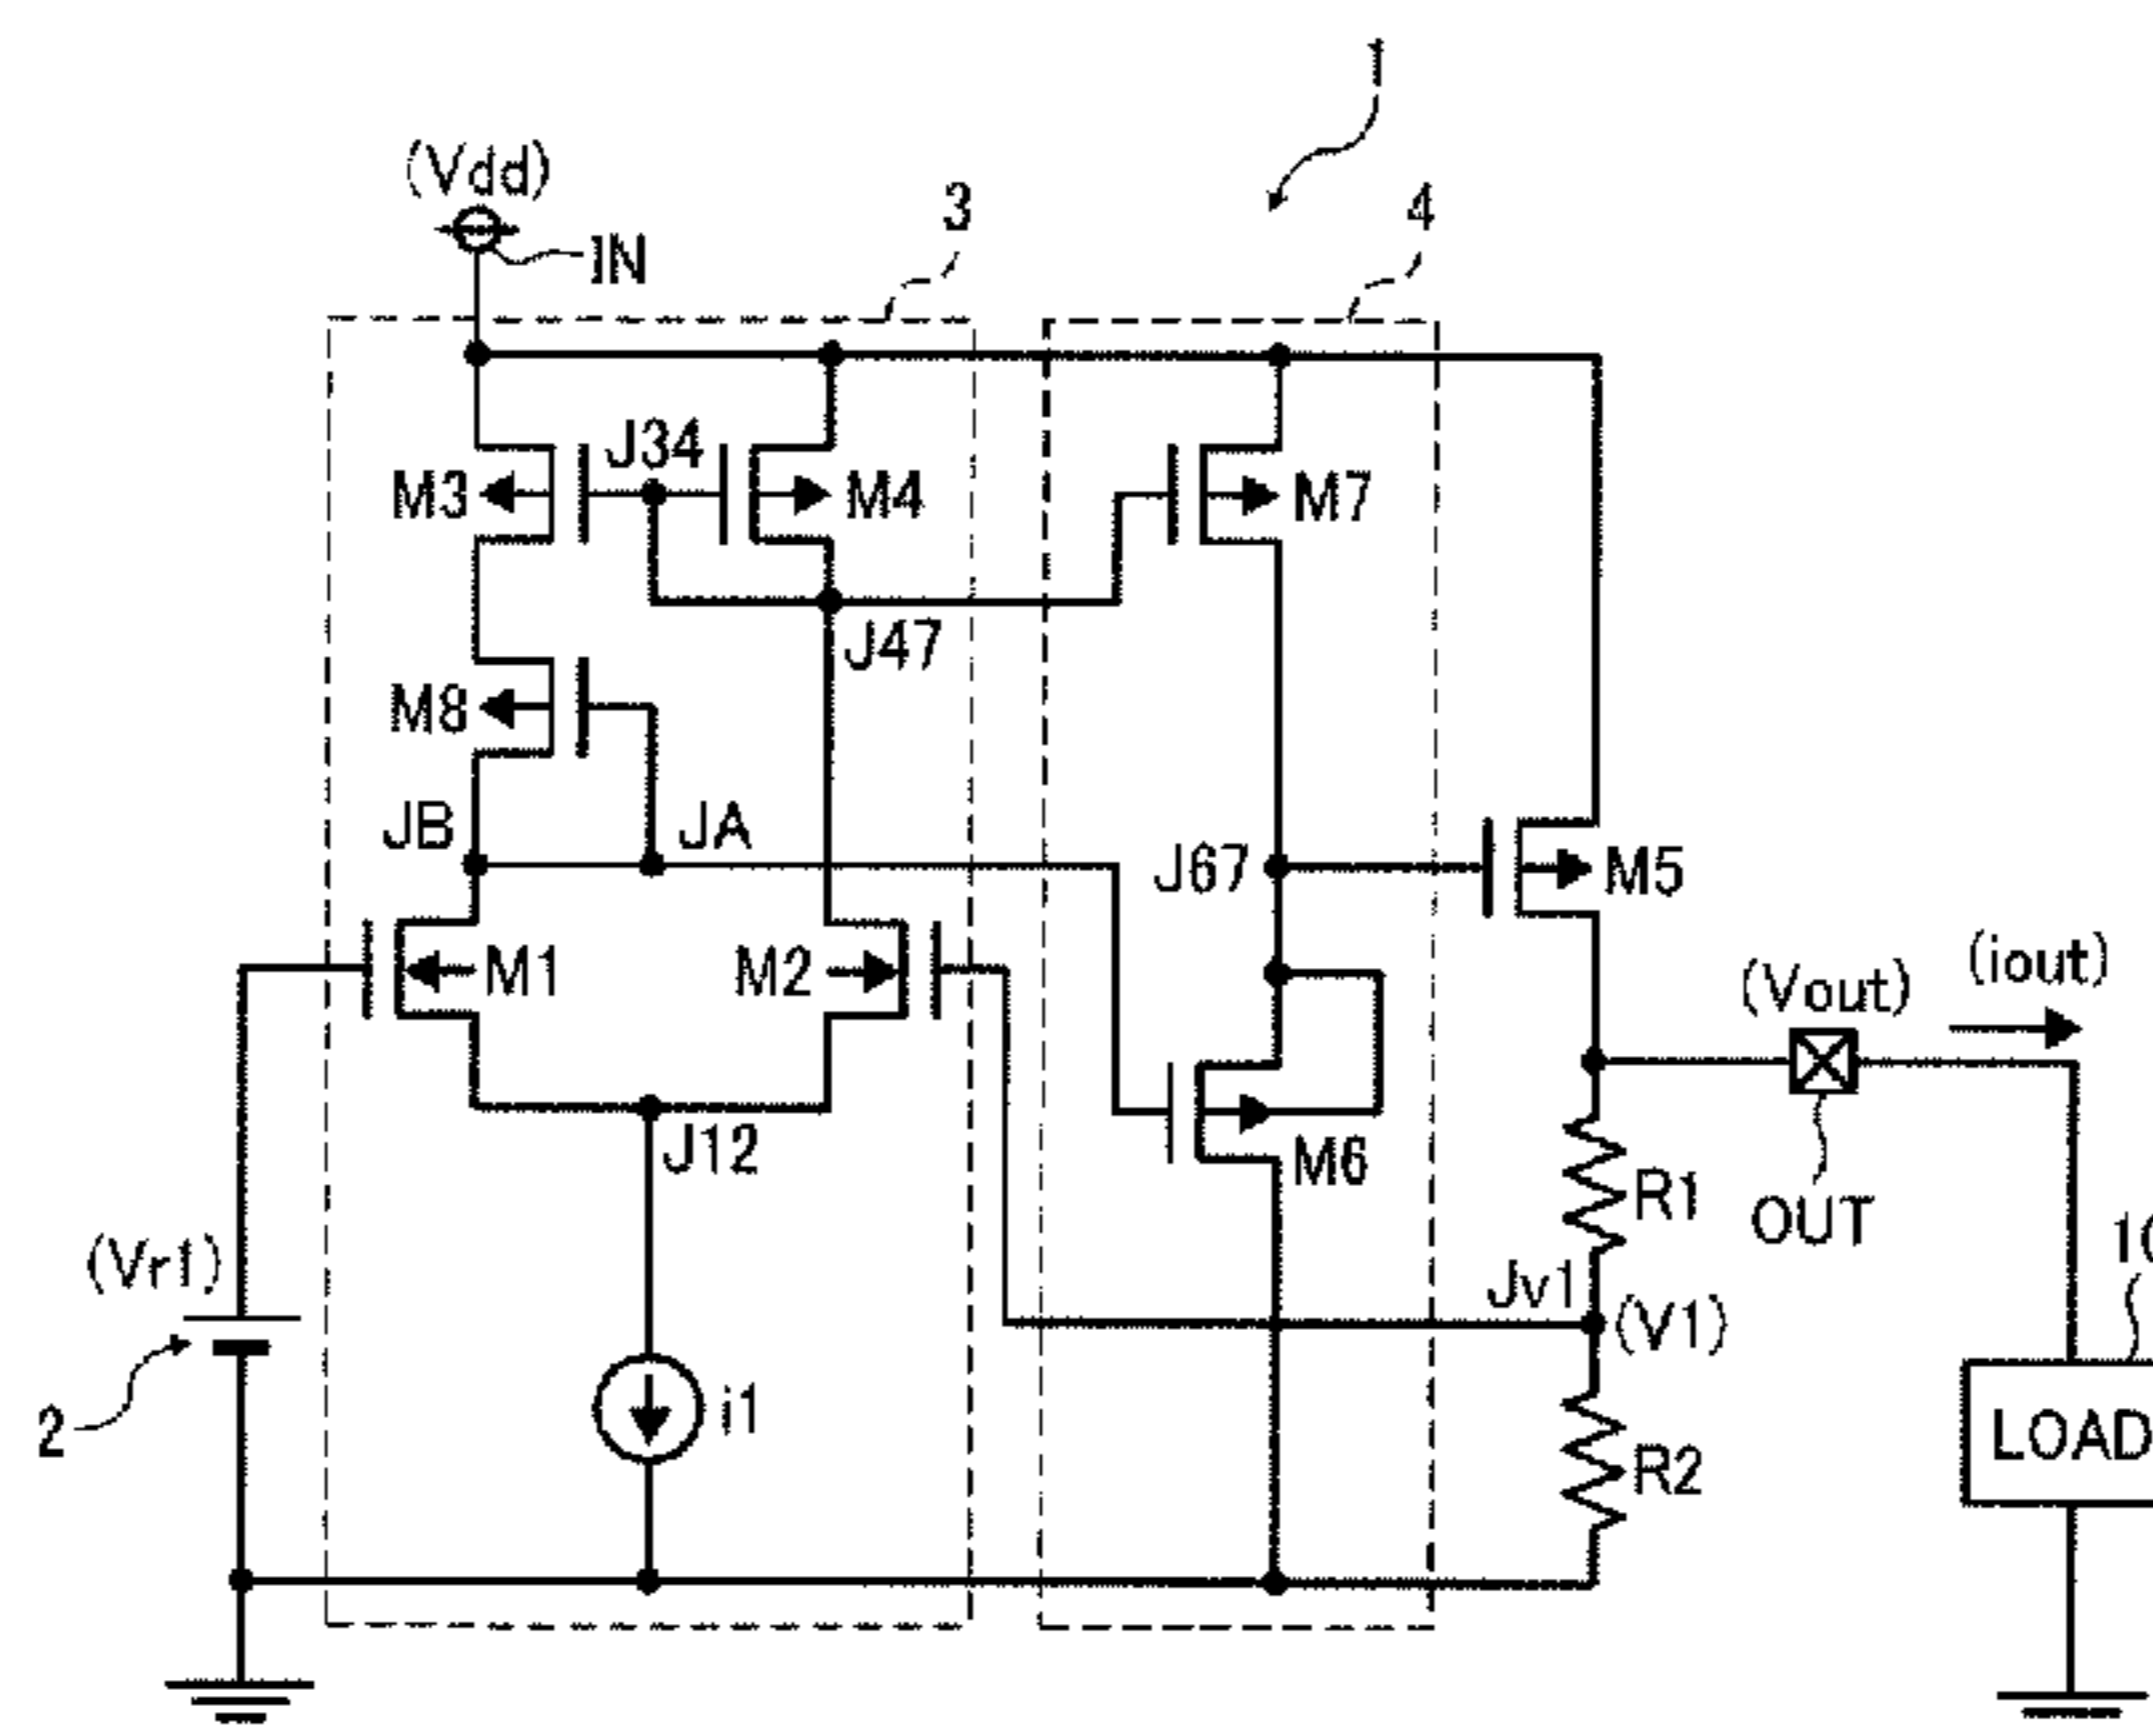 1
(Vdd)
3
4
IN
J34
M3
M4
M7
J47
M8
JB
JA
J67
M5
M1
M2
(Vout)
(iout)
J12
M6
R1
OUT
(Vr1)
Jv1
(V1)
2
i1
R2
LOAD